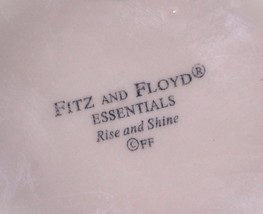 FITZ AND FLOYD®
ESSENTIALS
Rise and Shine
©FF